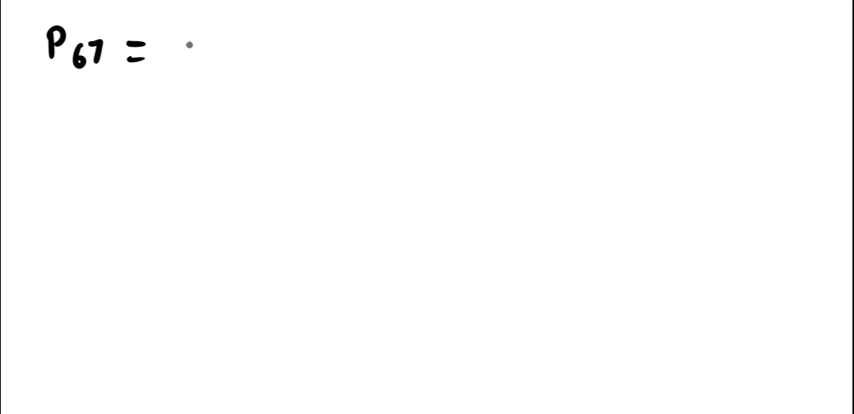 P₆₇ =